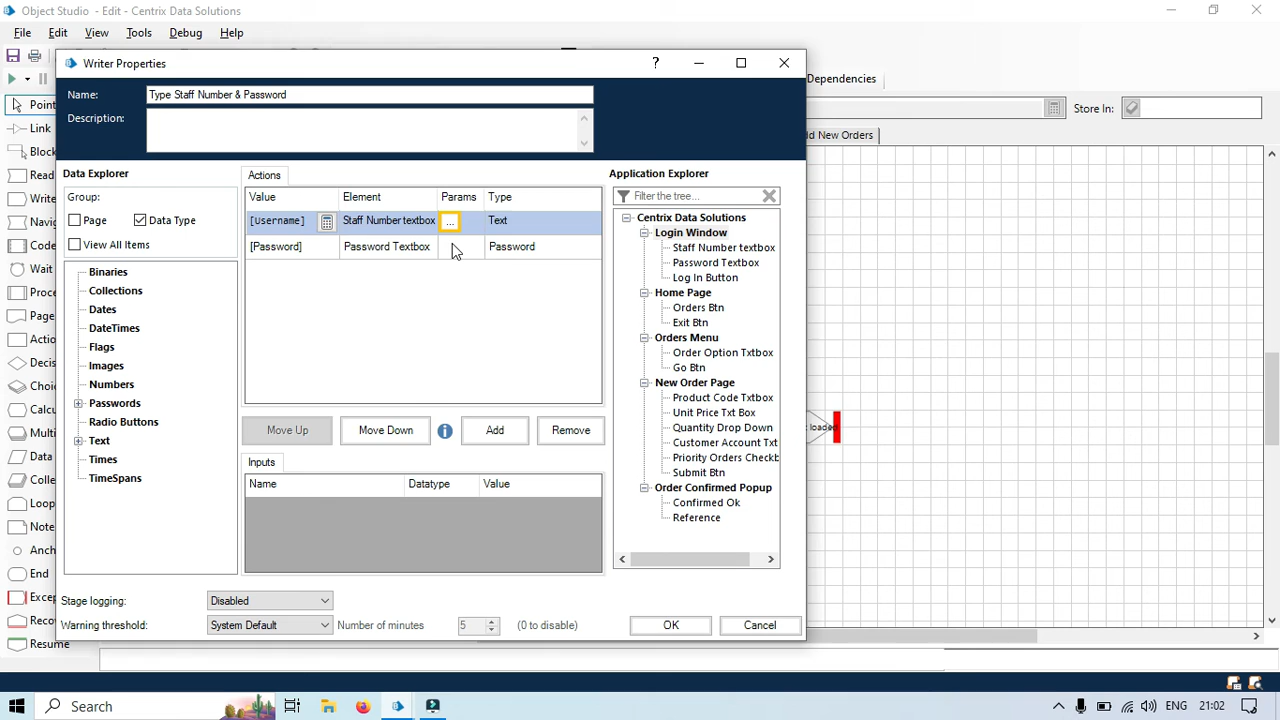 Object Studio - Edit - Centrix Data Solutions
File Edit View Tools Debug Help
Writer Properties
?
Dependencies
Name: Type Staff Number & Password
Description:
Store In:
d New Orders
Point
Link
Block
Read
Write
Navi
Code
Wait
Proc
Page
Actio
Decis
Choi
Calcu
Multi
Data
Colle
Loop
Note
Anch
End
Exce
Reco
Resume
Data Explorer
Group:
Page
Data Type
View All Items
Binaries
Collections
Dates
DateTimes
Flags
Images
Numbers
Passwords
Radio Buttons
Text
Times
TimeSpans
Actions
Value Element Params Type
[Username] Staff Number textbox ... Text
[Password] Password Textbox Password
Move Up Move Down Add Remove
Inputs
Name Datatype Value
Application Explorer
Filter the tree...
Centrix Data Solutions
Login Window
Staff Number textbox
Password Textbox
Log In Button
Home Page
Orders Btn
Exit Btn
Orders Menu
Order Option Txtbox
Go Btn
New Order Page
Product Code Txtbox
Unit Price Txt Box
Quantity Drop Down
Customer Account Txt
Priority Orders Checkb
Submit Btn
Order Confirmed Popup
Confirmed Ok
Reference
loaded
Stage logging: Disabled
Warning threshold: System Default Number of minutes 5 (0 to disable)
OK Cancel
Search
ENG 21:02